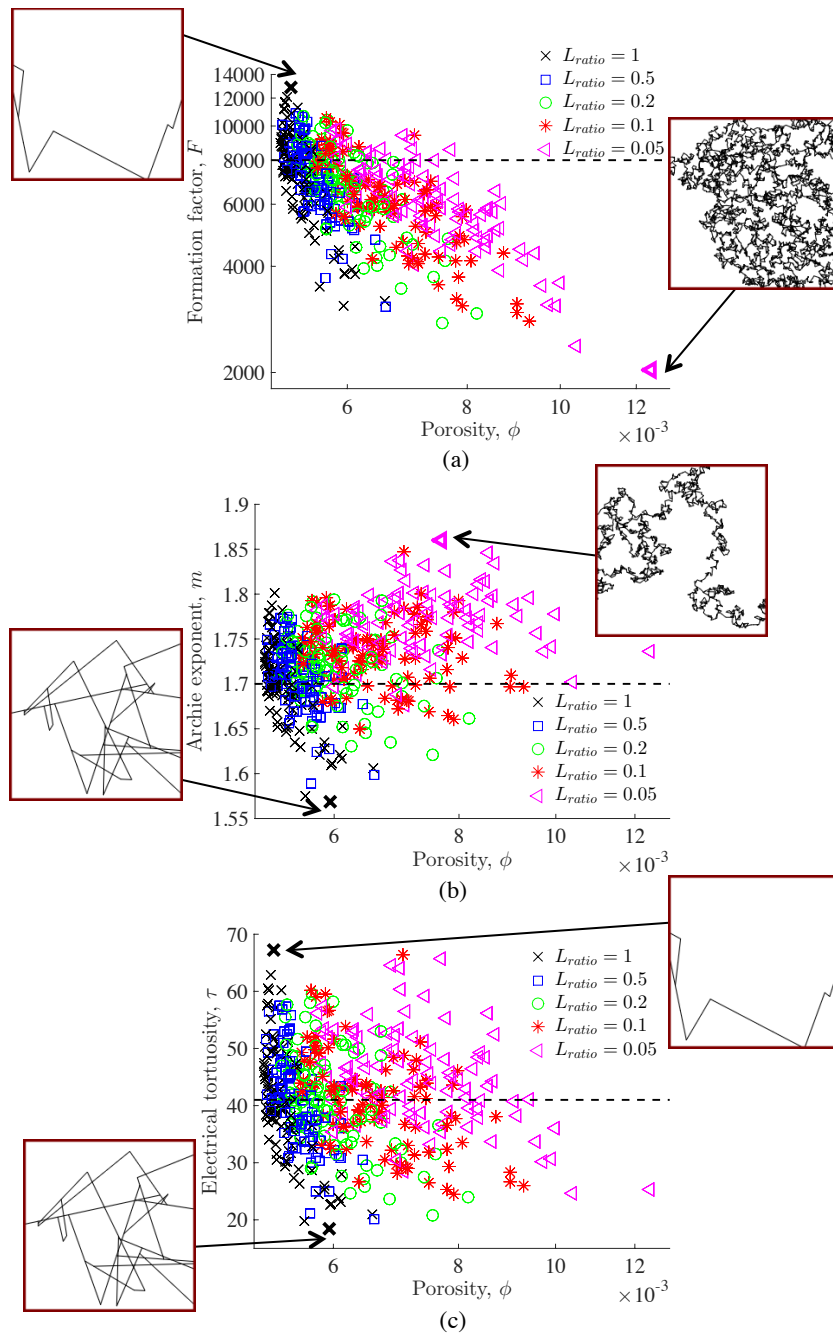 14000
12000
10000
8000
6000
4000
2000
Formation factor, F
L_ratio = 1
L_ratio = 0.5
L_ratio = 0.2
L_ratio = 0.1
L_ratio = 0.05
6 8 10 12
Porosity, ϕ
×10⁻³
(a)
1.9
1.85
1.8
1.75
1.7
1.65
1.6
1.55
Archie exponent, m
L_ratio = 1
L_ratio = 0.5
L_ratio = 0.2
L_ratio = 0.1
L_ratio = 0.05
6 8 10 12
Porosity, ϕ
×10⁻³
(b)
70
60
50
40
30
20
Electrical tortuosity, τ
L_ratio = 1
L_ratio = 0.5
L_ratio = 0.2
L_ratio = 0.1
L_ratio = 0.05
6 8 10 12
Porosity, ϕ
×10⁻³
(c)